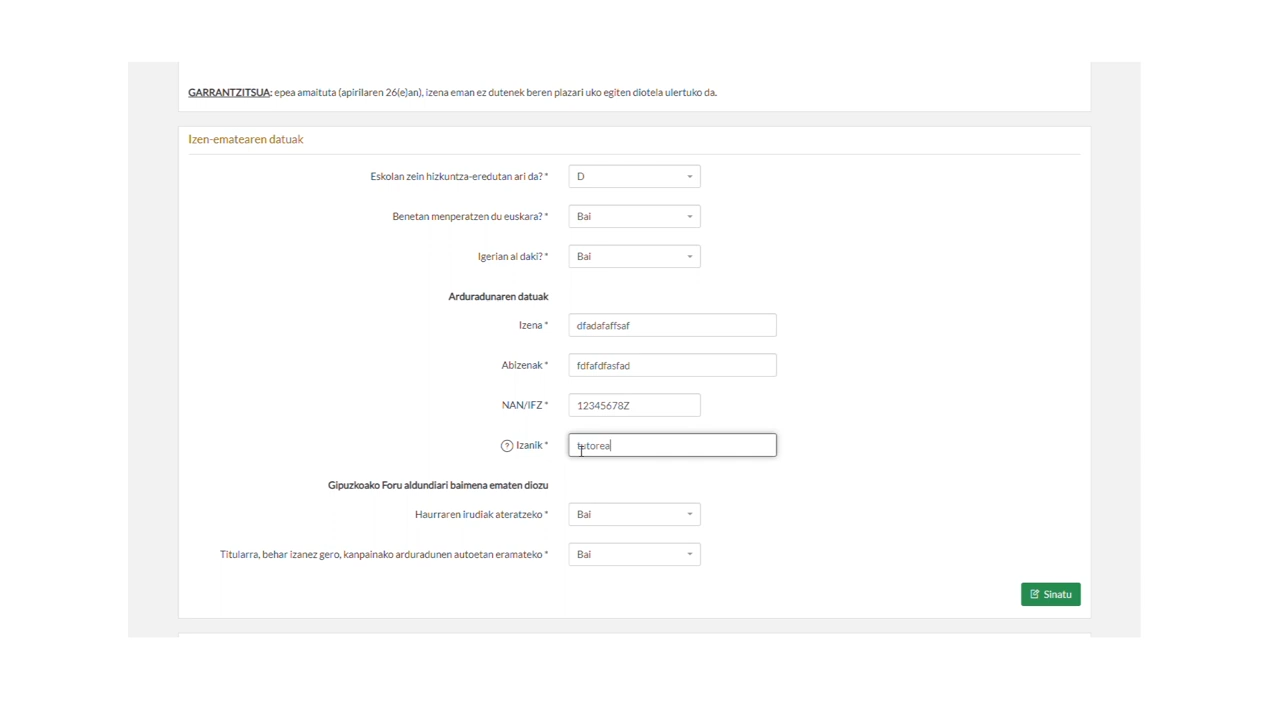 GARRANTZITSUA: epea amaituta (apirilaren 26(e)an), izena eman ez dutenek beren plazari uko egiten diotela ulertuko da.
Izen-ematearen datuak
Eskolan zein hizkuntza-eredutan ari da? * D
Benetan menperatzen du euskara? * Bai
Igerian al daki? * Bai
Arduradunaren datuak
Izena * dfadafaffsaf
Abizenak * fdfafdfasfad
NAN/IFZ * 12345678Z
? Izanik * tutorea
Gipuzkoako Foru aldundiari baimena ematen diozu
Haurraren irudiak ateratzeko * Bai
Titularra, behar izanez gero, kanpainako arduradunen autoetan eramateko * Bai
Sinatu